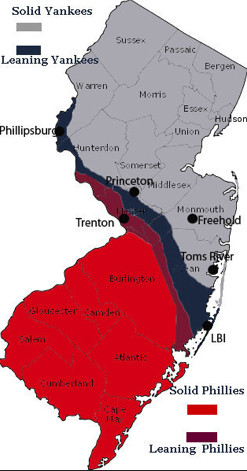 Solid Yankees
Leaning Yankees
Sussex
Passaic
Bergen
Warren
Morris
Essex
Hudson
Phillipsburg
Union
Hunterdon
Somerset
Princeton
Middlesex
Monmouth
Trenton
Freehold
Toms River
Burlington
Gloucester
Camden
LBI
Salem
Atlantic
Cumberland
Solid Phillies
Cape
May
Leaning Phillies